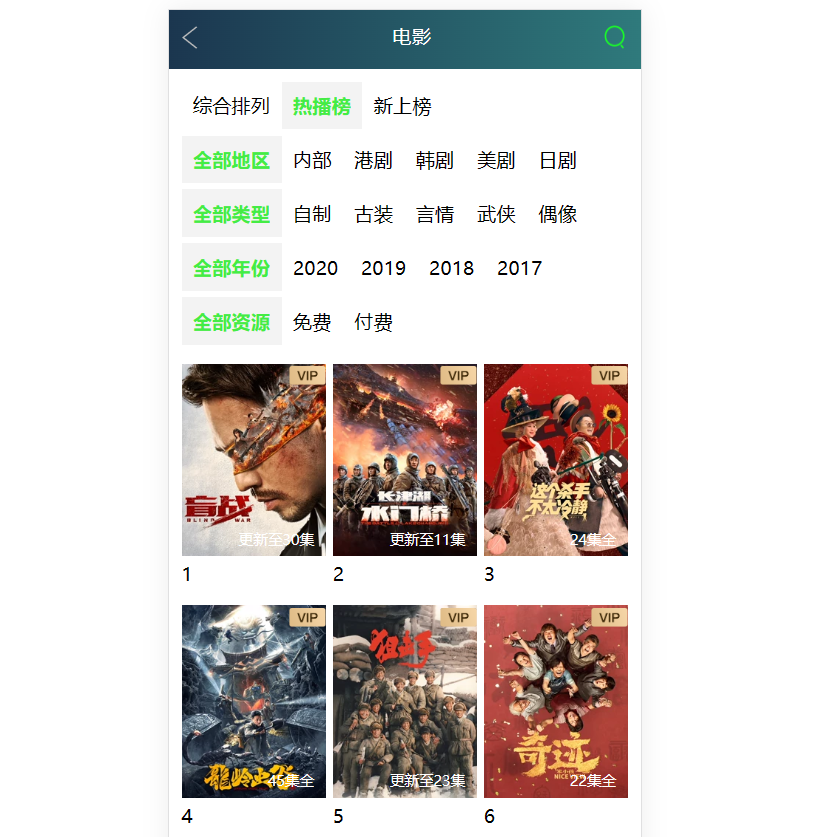 电影
综合排列 热播榜 新上榜
全部地区 内部 港剧 韩剧 美剧 日剧
全部类型 自制 古装 言情 武侠 偶像
全部年份 2020 2019 2018 2017
全部资源 免费 付费
VIP VIP VIP
盲战
BLIND WAR
长津湖
水门桥
这个杀手
不太冷静
更新至30集 更新至11集 24集全
1 2 3
VIP VIP VIP
狙击手
龙岭迷窟
奇迹
NICE VIEW
45集全 更新至23集 22集全
4 5 6